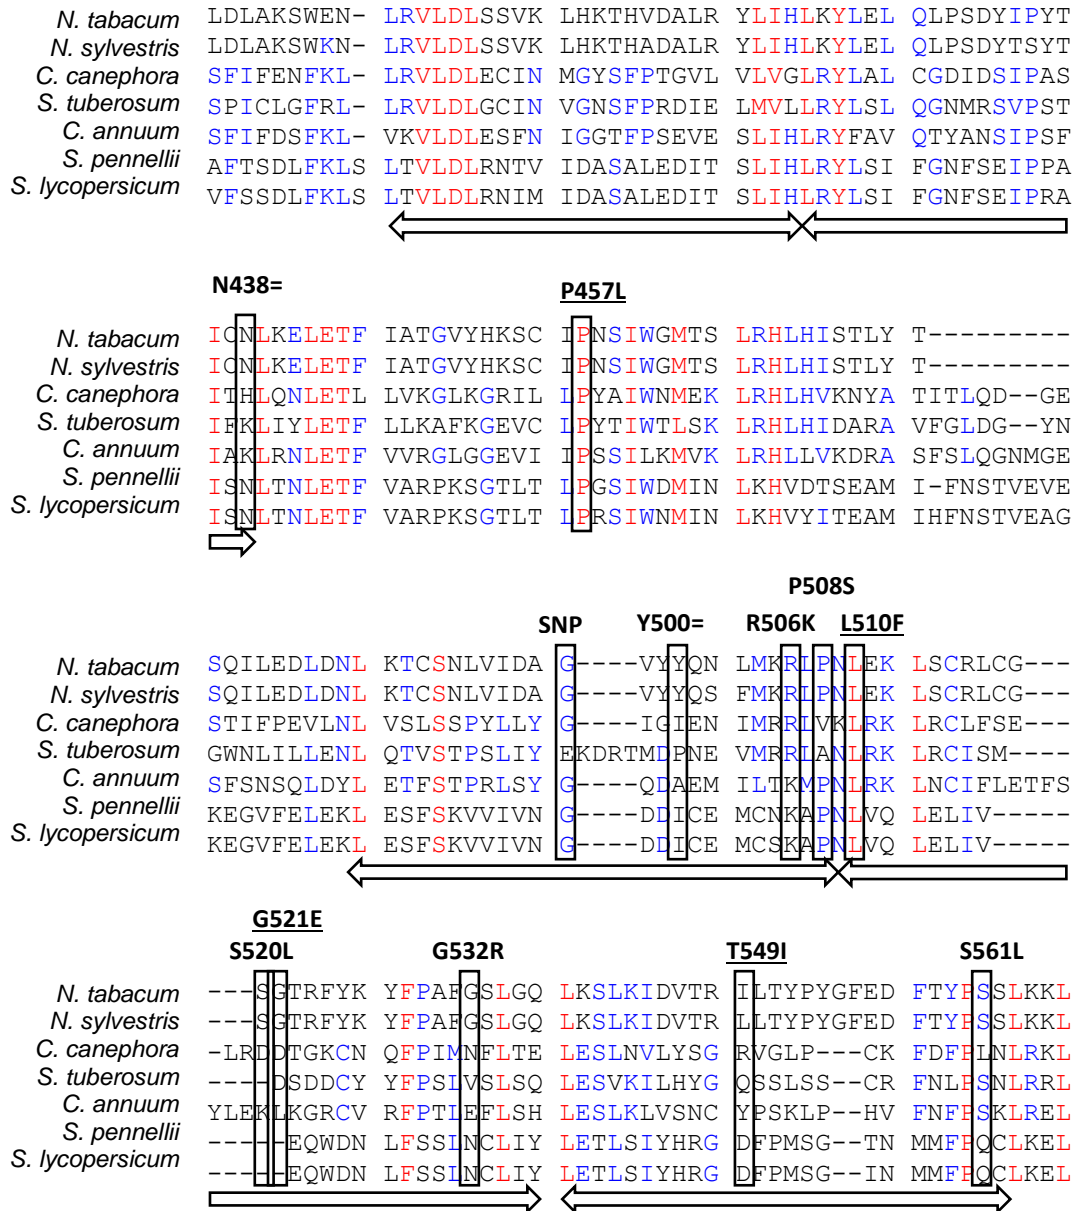 N. tabacum LDLAKSWEN- LRVLDLSSVK LHKTHVDALR YLIHLKYLEL QLPSDYIPYT
N. sylvestris LDLAKSWKN- LRVLDLSSVK LHKTHADALR YLIHLKYLEL QLPSDYTSYT
C. canephora SFIFENFKL- LRVLDLECIN MGYSFPTGVL VLVGLRYLAL CGDIDSIPAS
S. tuberosum SPICLGFRL- LRVLDLGCIN VGNSFPRDIE LMVLLRYLSL QGNMRSVPST
C. annuum SFIFDSFKL- VKVLDLESFN IGGTFPSEVE SLIHLRYFAV QTYANSIPSF
S. pennellii AFTSDLFKLS LTVLDLRNTV IDASALEDIT SLIHLRYLSI FGNFSEIPPA
S. lycopersicum VFSSDLFKLS LTVLDLRNIM IDASALEDIT SLIHLRYLSI FGNFSEIPRA
N438= P457L
N. tabacum ICNLKELETF IATGVYHKSC IPNSIWGMTS LRHLHISTLY T---------
N. sylvestris ICNLKELETF IATGVYHKSC IPNSIWGMTS LRHLHISTLY T---------
C. canephora ITHLQNLETL LVKGLKGRIL LPYAIWNMEK LRHLHVKNYA TITLQD--GE
S. tuberosum IFKLIYLETF LLKAFKGEVC LPYTIWTLSK LRHLHIDARA VFGLDG--YN
C. annuum IAKLRNLETF VVRGLGGEVI IPSSILKMVK LRHLLVKDRA SFSLQGNMGE
S. pennellii ISNLTNLETF VARPKSGTLT LPGSIWDMIN LKHVDTSEAM I-FNSTVEVE
S. lycopersicum ISNLTNLETF VARPKSGTLT LPRSIWNMIN LKHVYITEAM IHFNSTVEAG
P508S
SNP Y500= R506K L510F
N. tabacum SQILEDLDNL KTCSNLVIDA G----VYYQN LMKRLPNLEK LSCRLCG---
N. sylvestris SQILEDLDNL KTCSNLVIDA G----VYYQS FMKRLPNLEK LSCRLCG---
C. canephora STIFPEVLNL VSLSSPYLLY G----IGIEN IMRRLVKLRK LRCLFSE---
S. tuberosum GWNLILLENL QTVSTPSLIY EKDRTMDPNE VMRRLANLRK LRCISM----
C. annuum SFSNSQLDYL ETFSTPRLSY G----QDAEM ILTKMPNLRK LNCIFLETFS
S. pennellii KEGVFELEKL ESFSKVVIVN G----DDICE MCNKAPNLVQ LELIV-----
S. lycopersicum KEGVFELEKL ESFSKVVIVN G----DDICE MCSKAPNLVQ LELIV-----
G521E
S520L G532R T549I S561L
N. tabacum ---SGTRFYK YFPAFGSLGQ LKSLKIDVTR ILTYPYGFED FTYPSSLKKL
N. sylvestris ---SGTRFYK YFPAFGSLGQ LKSLKIDVTR LLTYPYGFED FTYPSSLKKL
C. canephora -LRDDTGKCN QFPIMNFLTE LESLNVLYSG RVGLP---CK FDFPLNLRKL
S. tuberosum ----DSDDCY YFPSLVSLSQ LESVKILHYG QSSLSS--CR FNLPSNLRRL
C. annuum YLEKLKGRCV RFPTLEFLSH LESLKLVSNC YPSKLP--HV FNFPSKLREL
S. pennellii -----EQWDN LFSSLNCLIY LETLSIYHRG DFPMSG--TN MMFPQCLKEL
S. lycopersicum -----EQWDN LFSSLNCLIY LETLSIYHRG DFPMSG--IN MMFPQCLKEL